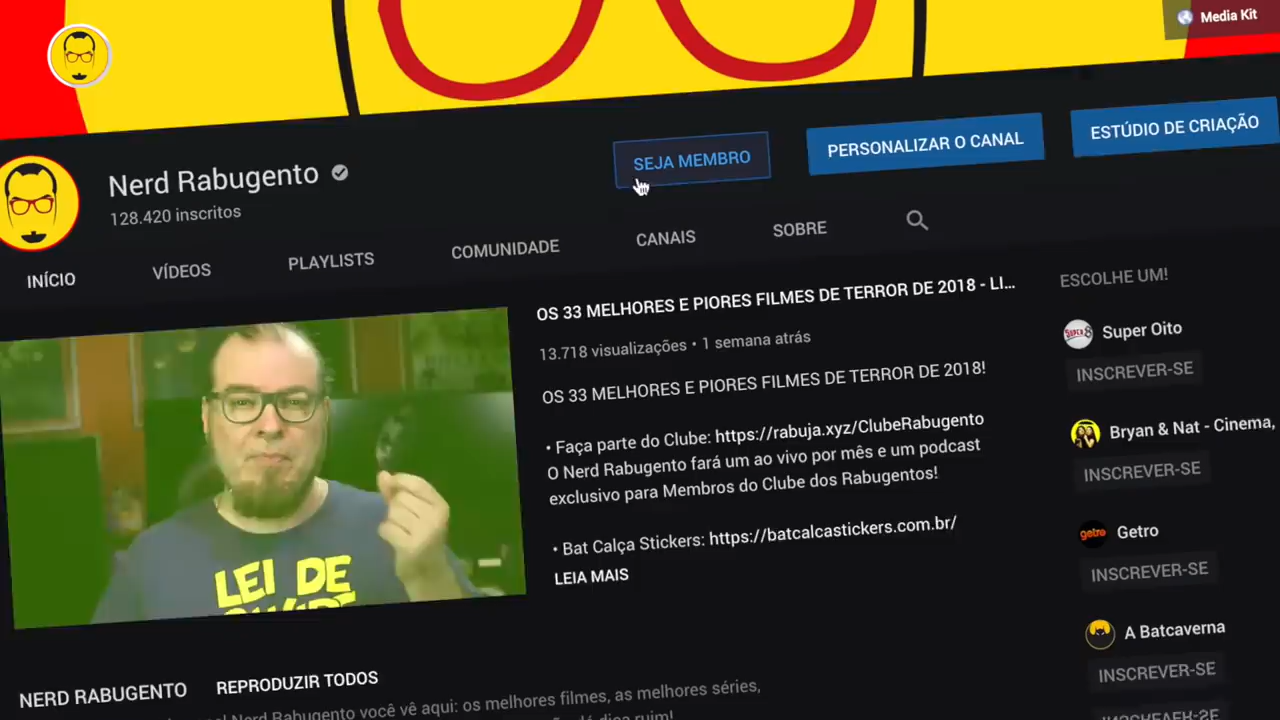 Media Kit
Nerd Rabugento
128.420 inscritos
SEJA MEMBRO
PERSONALIZAR O CANAL
ESTÚDIO DE CRIAÇÃO
INÍCIO
VÍDEOS
PLAYLISTS
COMUNIDADE
CANAIS
SOBRE
OS 33 MELHORES E PIORES FILMES DE TERROR DE 2018 - LI...
13.718 visualizações • 1 semana atrás
OS 33 MELHORES E PIORES FILMES DE TERROR DE 2018!
• Faça parte do Clube: https://rabuja.xyz/ClubeRabugento
O Nerd Rabugento fará um ao vivo por mês e um podcast
exclusivo para Membros do Clube dos Rabugentos!
• Bat Calça Stickers: https://batcalcastickers.com.br/
LEIA MAIS
LEI DE
ESCOLHE UM!
Super Oito
INSCREVER-SE
Bryan & Nat - Cinema,
INSCREVER-SE
getro
Getro
INSCREVER-SE
A Batcaverna
INSCREVER-SE
INSCREVER-SE
NERD RABUGENTO
REPRODUZIR TODOS
Nerd Rabugento você vê aqui: os melhores filmes, as melhores séries,
dica ruim!